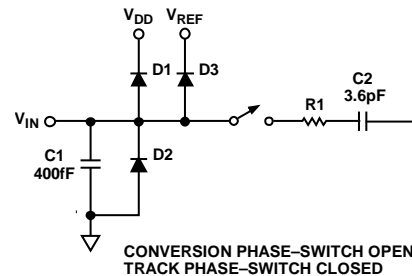 VDD VREF
D1 D3
C2
3.6pF
R1
VIN
C1
400fF
D2
CONVERSION PHASE–SWITCH OPEN
TRACK PHASE–SWITCH CLOSED